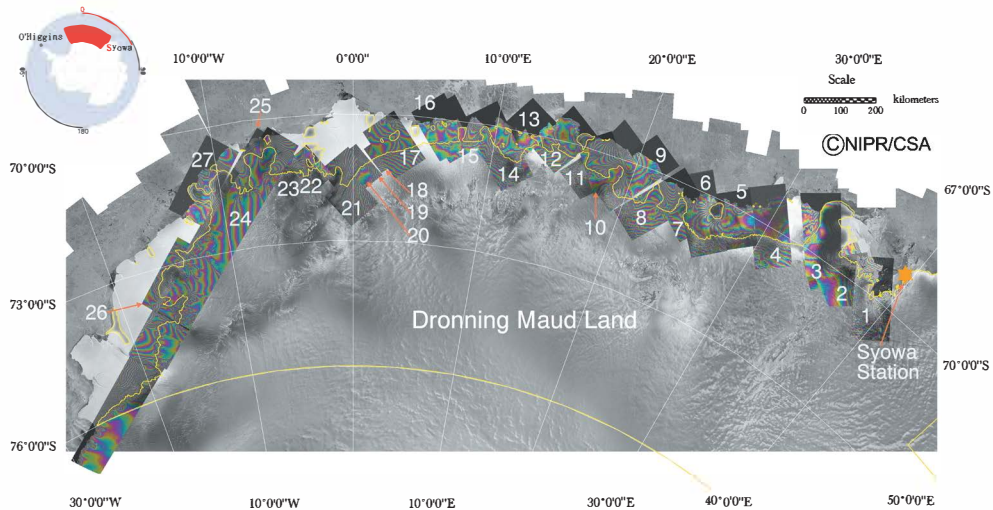 0
O'Higgins
Syowa
180
10°0'0"W
0°0'0"
10°0'0"E
20°0'0"E
30°0'0"E
Scale
0 100 200 kilometers
©NIPR/CSA
70°0'0"S
73°0'0"S
76°0'0"S
67°0'0"S
70°0'0"S
25
16
13
27
17
15
12
9
6
5
14
11
23
22
18
24
21
19
8
10
7
20
4
3
2
26
1
Dronning Maud Land
Syowa
Station
30°0'0"W
10°0'0"W
10°0'0"E
30°0'0"E
40°0'0"E
50°0'0"E